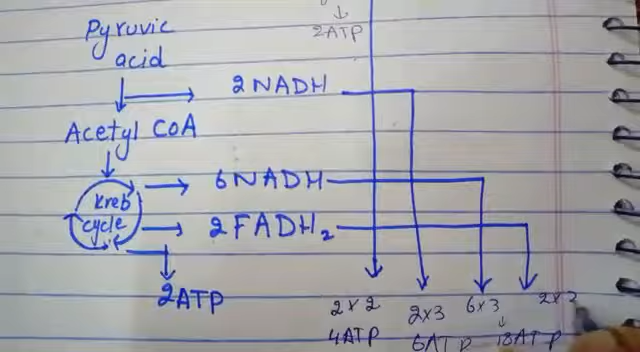 2ATP
Pyruvic
acid
2 NADH
Acetyl CoA
6NADH
Kreb
cycle
2FADH2
2ATP
2×2
4ATP
2×3
6ATP
6×3
18ATP
2×